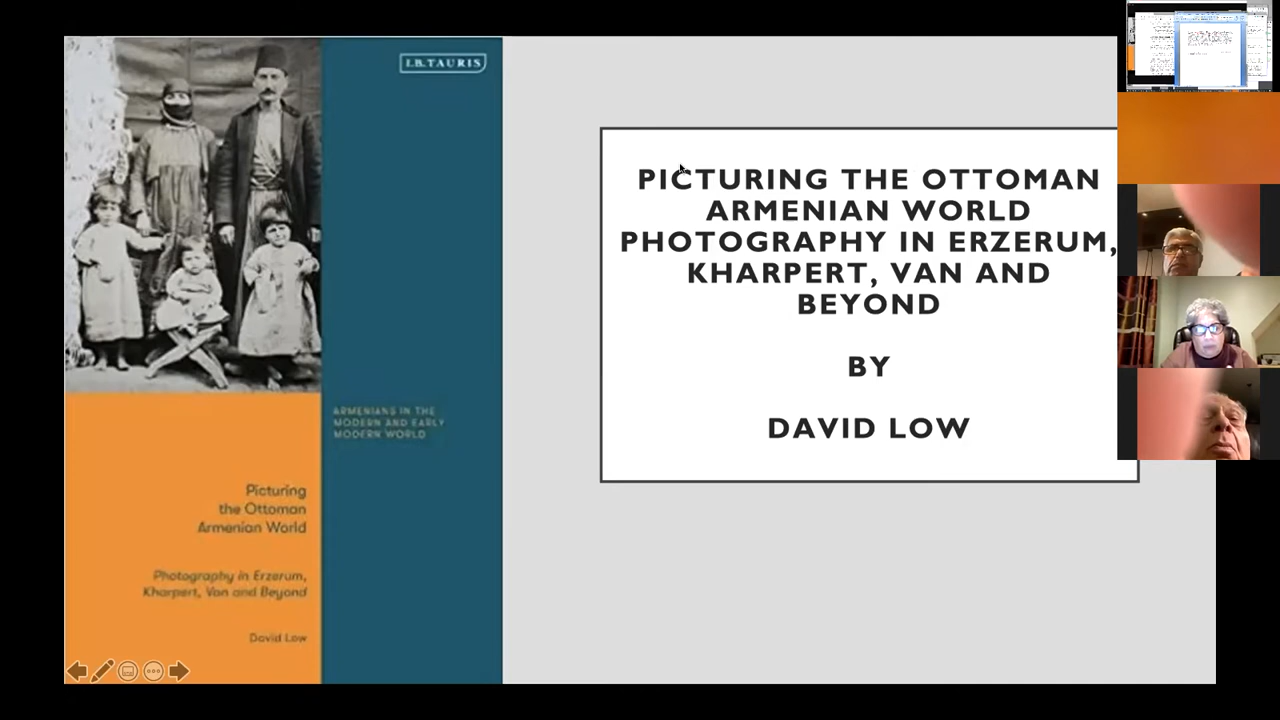 I.B.TAURIS
ARMENIANS IN THE
MODERN AND EARLY
MODERN WORLD
Picturing
the Ottoman
Armenian World
Photography in Erzerum,
Kharpert, Van and Beyond
David Low
PICTURING THE OTTOMAN
ARMENIAN WORLD
PHOTOGRAPHY IN ERZERUM,
KHARPERT, VAN AND
BEYOND
BY
DAVID LOW